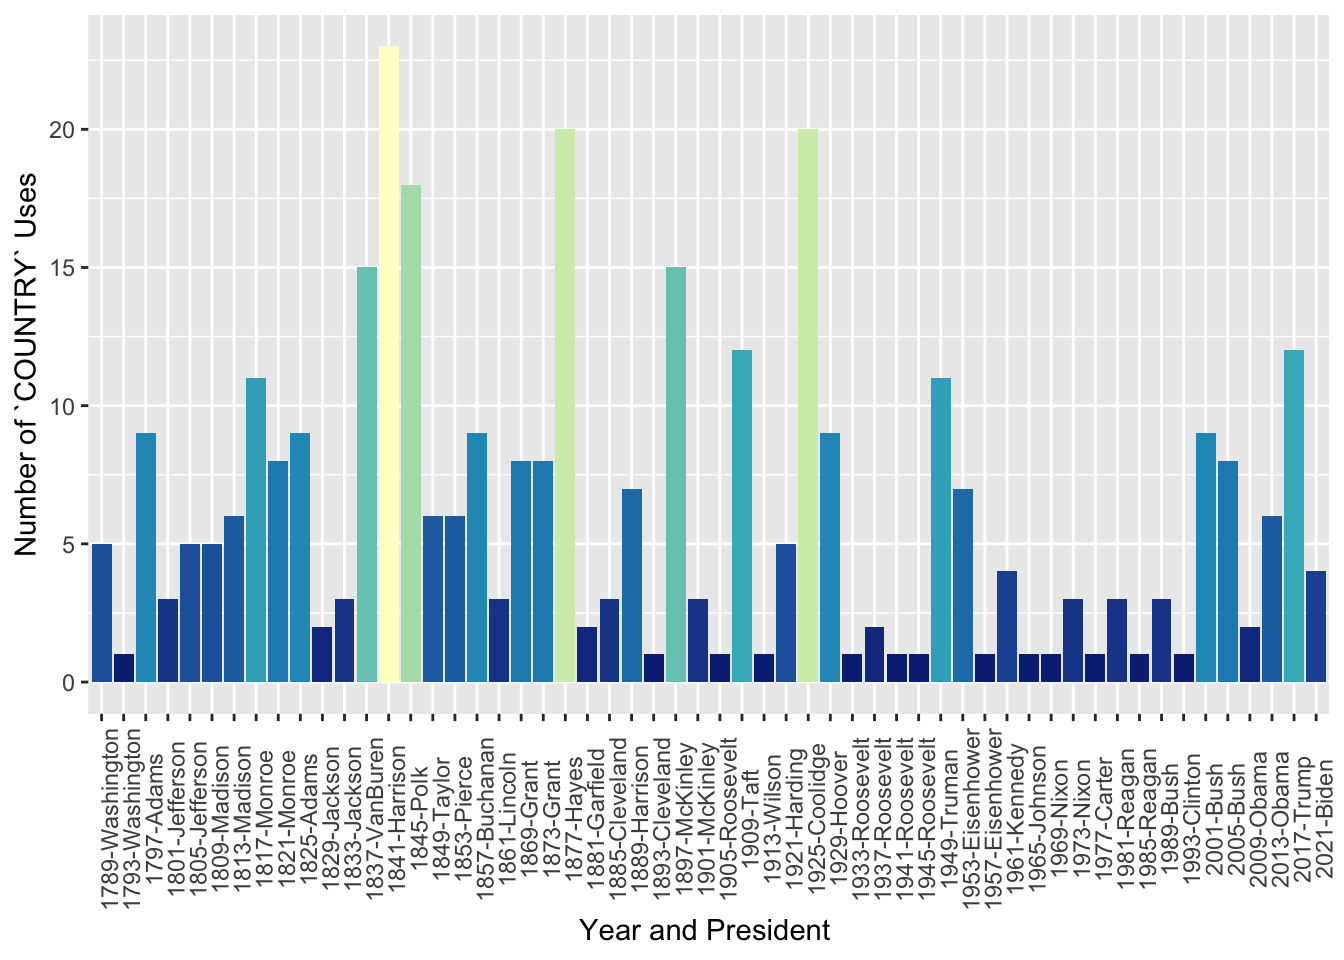 Number of `COUNTRY` Uses
20
15
10
5
0
1789-Washington
1793-Washington
1797-Adams
1801-Jefferson
1805-Jefferson
1809-Madison
1813-Madison
1817-Monroe
1821-Monroe
1825-Adams
1829-Jackson
1833-Jackson
1837-VanBuren
1841-Harrison
1845-Polk
1849-Taylor
1853-Pierce
1857-Buchanan
1861-Lincoln
1869-Grant
1873-Grant
1877-Hayes
1881-Garfield
1885-Cleveland
1889-Harrison
1893-Cleveland
1897-McKinley
1901-McKinley
1905-Roosevelt
1909-Taft
1913-Wilson
1921-Harding
1925-Coolidge
1929-Hoover
1933-Roosevelt
1937-Roosevelt
1941-Roosevelt
1945-Roosevelt
1949-Truman
1953-Eisenhower
1957-Eisenhower
1961-Kennedy
1965-Johnson
1969-Nixon
1973-Nixon
1977-Carter
1981-Reagan
1985-Reagan
1989-Bush
1993-Clinton
2001-Bush
2005-Bush
2009-Obama
2013-Obama
2017-Trump
2021-Biden
Year and President